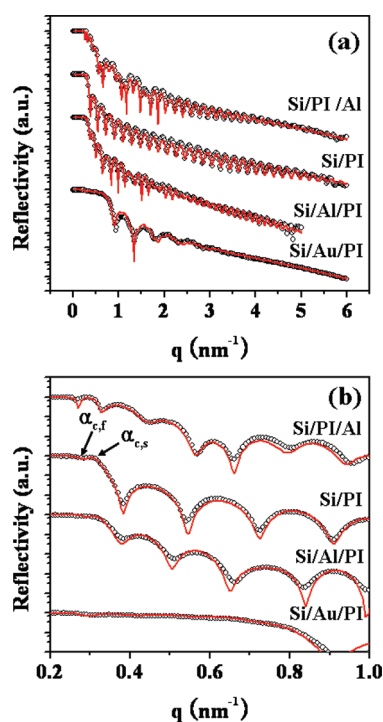 (a)
Reflectivity (a.u.)
Si/PI /Al
Si/PI
Si/Al/PI
Si/Au/PI
0 1 2 3 4 5 6
q (nm⁻¹)
(b)
Reflectivity (a.u.)
α_c,f
α_c,s
Si/PI/Al
Si/PI
Si/Al/PI
Si/Au/PI
0.2 0.4 0.6 0.8 1.0
q (nm⁻¹)